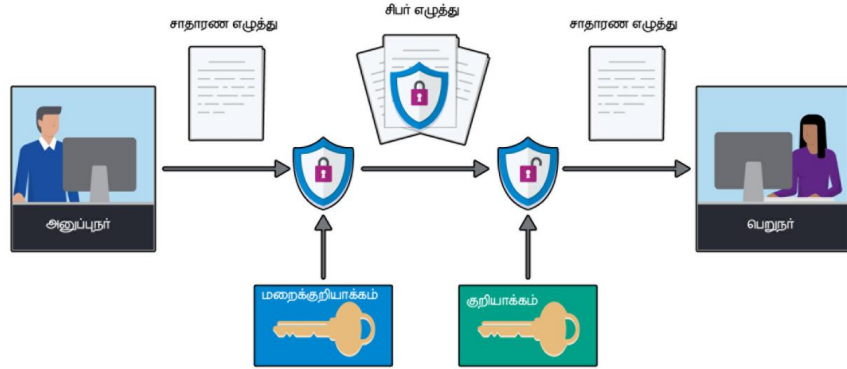 சாதாரண எழுத்து
சிபர் எழுத்து
சாதாரண எழுத்து
அனுப்புநர்
பெறுநர்
மறைக்குறியாக்கம்
குறியாக்கம்